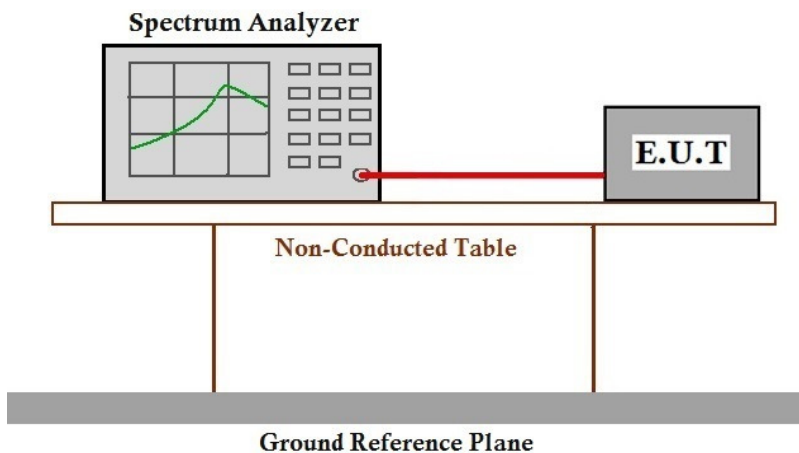 Spectrum Analyzer
E.U.T
Non-Conducted Table
Ground Reference Plane